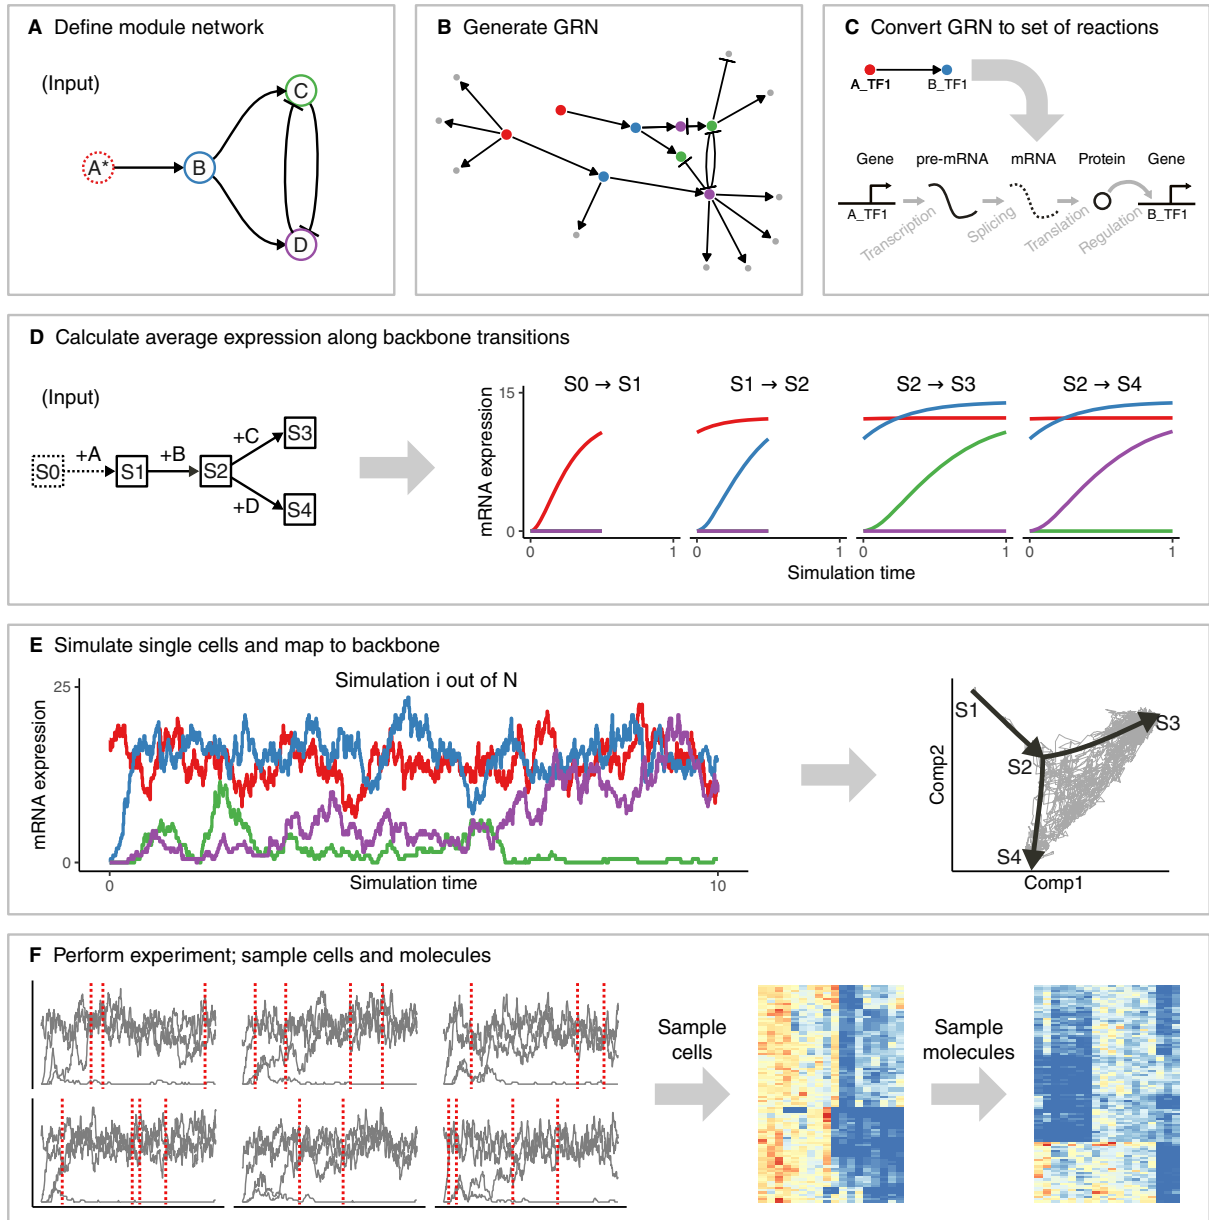 A Define module network
(Input)
A*
B
C
D
B Generate GRN
C Convert GRN to set of reactions
A_TF1
B_TF1
Gene
pre-mRNA
mRNA
Protein
Gene
A_TF1
Transcription
Splicing
Translation
Regulation
B_TF1
D Calculate average expression along backbone transitions
(Input)
S0
+A
S1
+B
S2
+C
S3
+D
S4
mRNA expression
15
0
S0 → S1
S1 → S2
S2 → S3
S2 → S4
0 1
0 1
0 1
0 1
Simulation time
E Simulate single cells and map to backbone
Simulation i out of N
mRNA expression
25
0
0
Simulation time
10
Comp2
S1
S2
S3
S4
Comp1
F Perform experiment; sample cells and molecules
Sample
cells
Sample
molecules